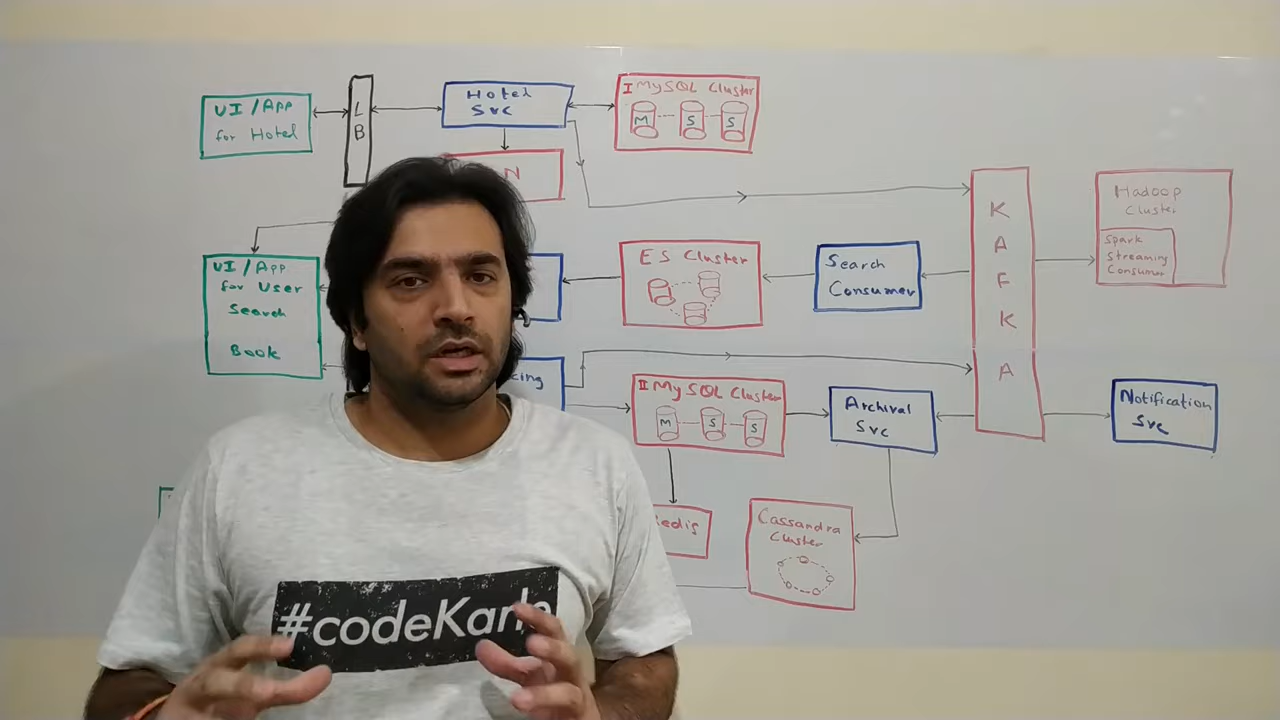 UI/App
for Hotel
L
B
Hotel
Svc
I MySQL Cluster
M
S
S
N
K
A
F
K
A
Hadoop
Cluster
Spark
Streaming
Consumer
UI/App
for User
Search
Book
ES Cluster
Search
Consumer
cing
II MySQL Cluster
M
S
S
Archival
Svc
Notification
Svc
edis
Cassandra
Cluster
#codeKarle